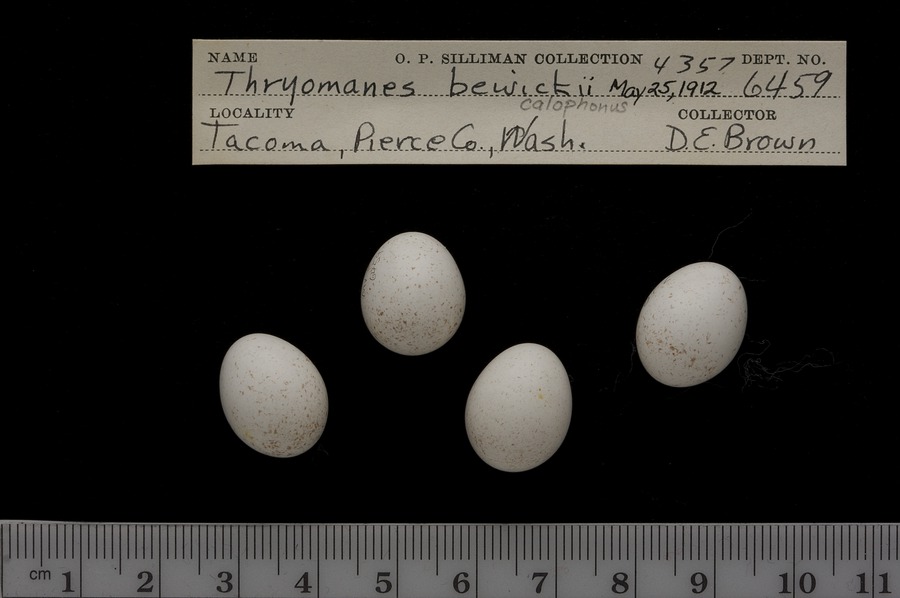 NAME O. P. SILLIMAN COLLECTION 4357 DEPT. NO.
Thryomanes bewickii May 25, 1912 6459
calophonus
LOCALITY COLLECTOR
Tacoma, Pierce Co., Wash. D.E. Brown
cm 1 2 3 4 5 6 7 8 9 10 11